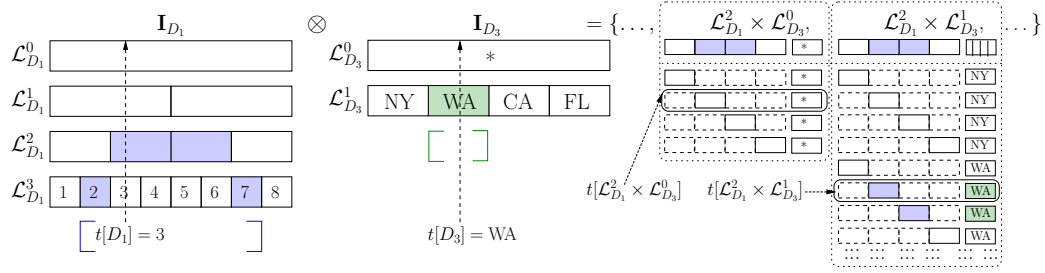 I_{D_1} ⊗ I_{D_3} = {…, L^2_{D_1} × L^0_{D_3}, L^2_{D_1} × L^1_{D_3}, …}
L^0_{D_1}
L^1_{D_1}
L^2_{D_1}
L^3_{D_1} 1 2 3 4 5 6 7 8
t[D_1] = 3
L^0_{D_3} *
L^1_{D_3} NY WA CA FL
t[D_3] = WA
*
*
*
*
*
t[L^2_{D_1} × L^0_{D_3}]
NY
NY
NY
NY
WA
t[L^2_{D_1} × L^1_{D_3}] WA
WA
WA
... ... ... ... ...